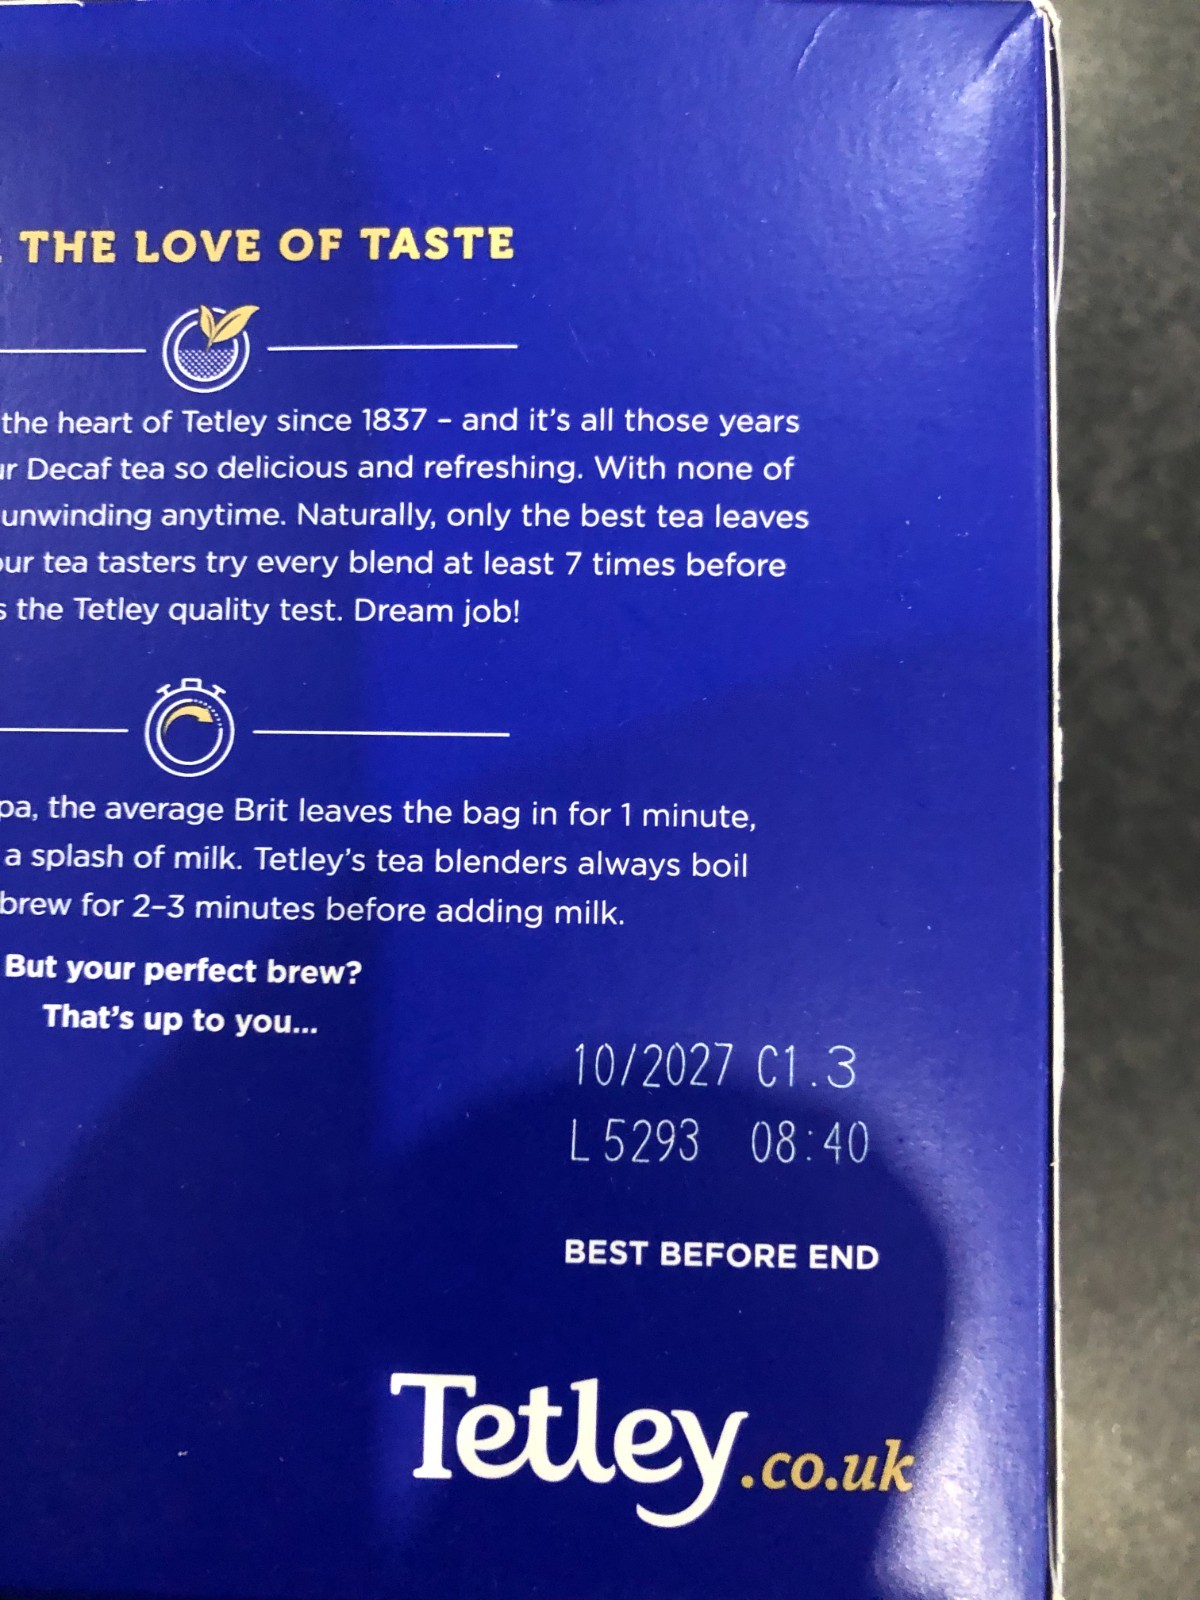 THE LOVE OF TASTE
the heart of Tetley since 1837 – and it's all those years
Decaf tea so delicious and refreshing. With none of
unwinding anytime. Naturally, only the best tea leaves
our tea tasters try every blend at least 7 times before
the Tetley quality test. Dream job!
the average Brit leaves the bag in for 1 minute,
a splash of milk. Tetley's tea blenders always boil
brew for 2–3 minutes before adding milk.
But your perfect brew?
That's up to you...
10/2027 C1.3
L5293 08:40
BEST BEFORE END
Tetley.co.uk